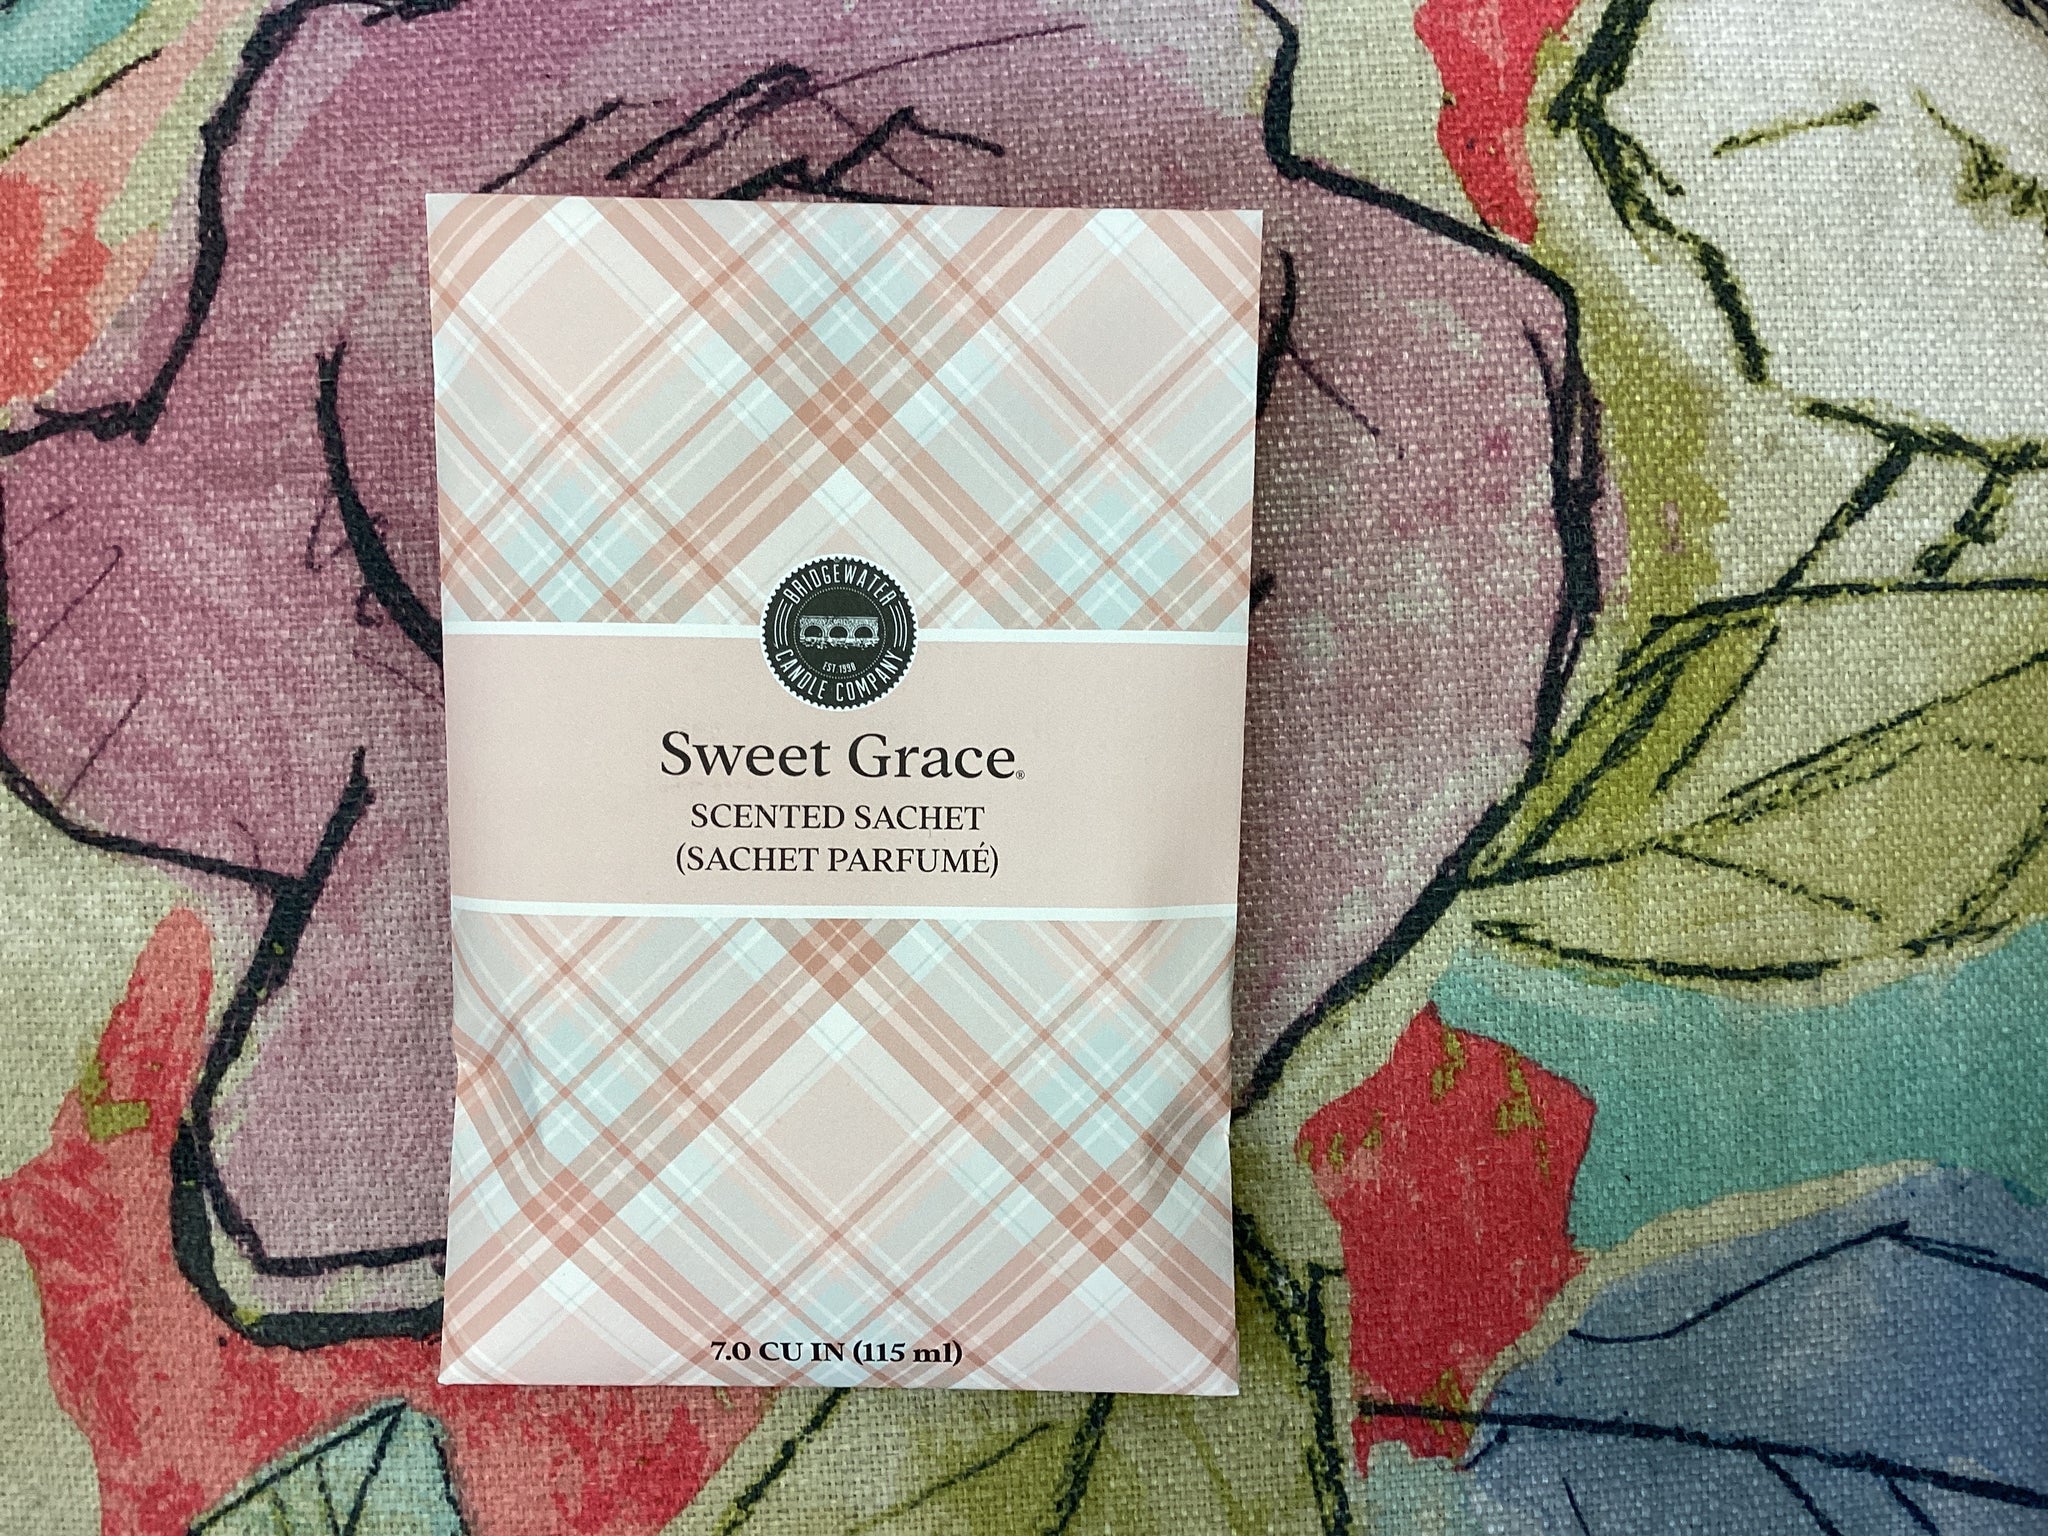 BRIDGEWATER
EST 1998
CANDLE COMPANY
Sweet Grace®
SCENTED SACHET
(SACHET PARFUMÉ)
7.0 CU IN (115 ml)